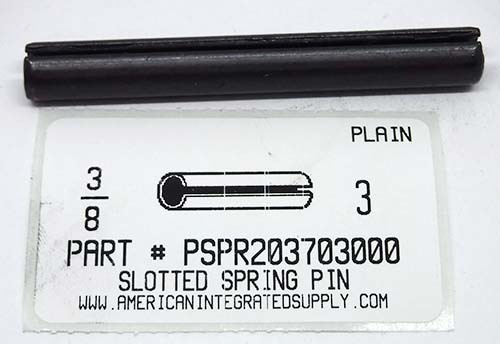 PLAIN
3/8
3
PART # PSPR203703000
SLOTTED SPRING PIN
WWW.AMERICANINTEGRATEDSUPPLY.COM